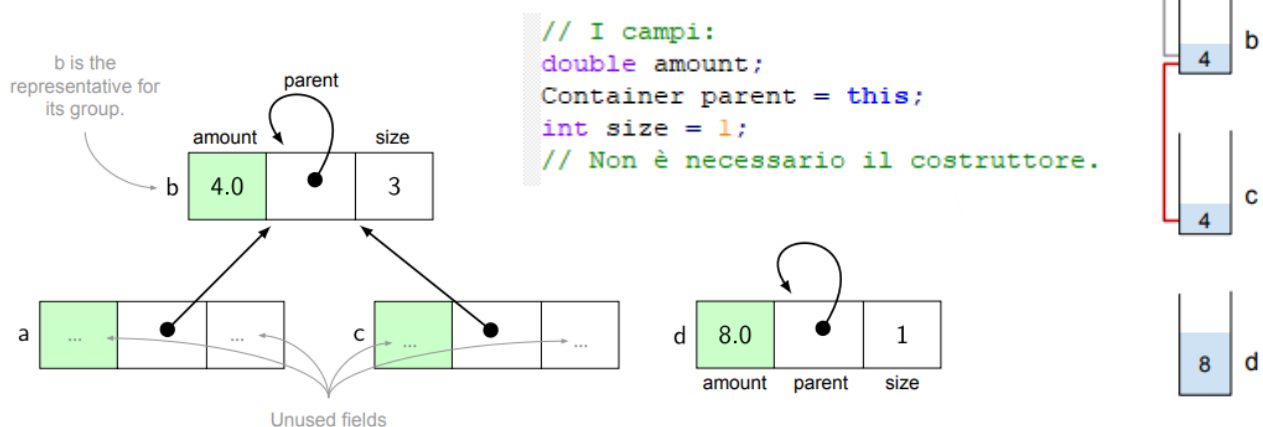 b is the
representative for
its group.
parent
amount
size
b
4.0
3
// I campi:
double amount;
Container parent = this;
int size = 1;
// Non è necessario il costruttore.
4
b
4
c
8
d
a
...
...
c
...
...
Unused fields
d
8.0
1
amount
parent
size